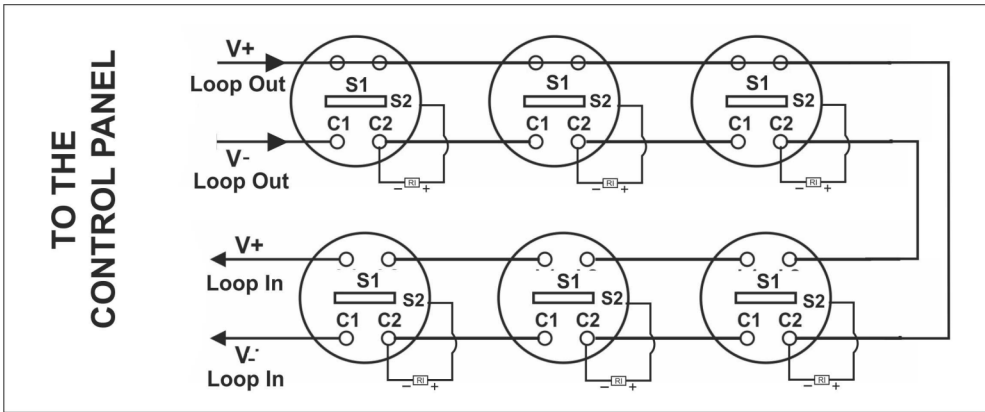 TO THE
CONTROL PANEL
V+
Loop Out
V-
Loop Out
S1
S2
C1 C2
- RI +
S1
S2
C1 C2
- RI +
S1
S2
C1 C2
- RI +
V+
Loop In
V-
Loop In
S1
S2
C1 C2
- RI +
S1
S2
C1 C2
- RI +
S1
S2
C1 C2
- RI +